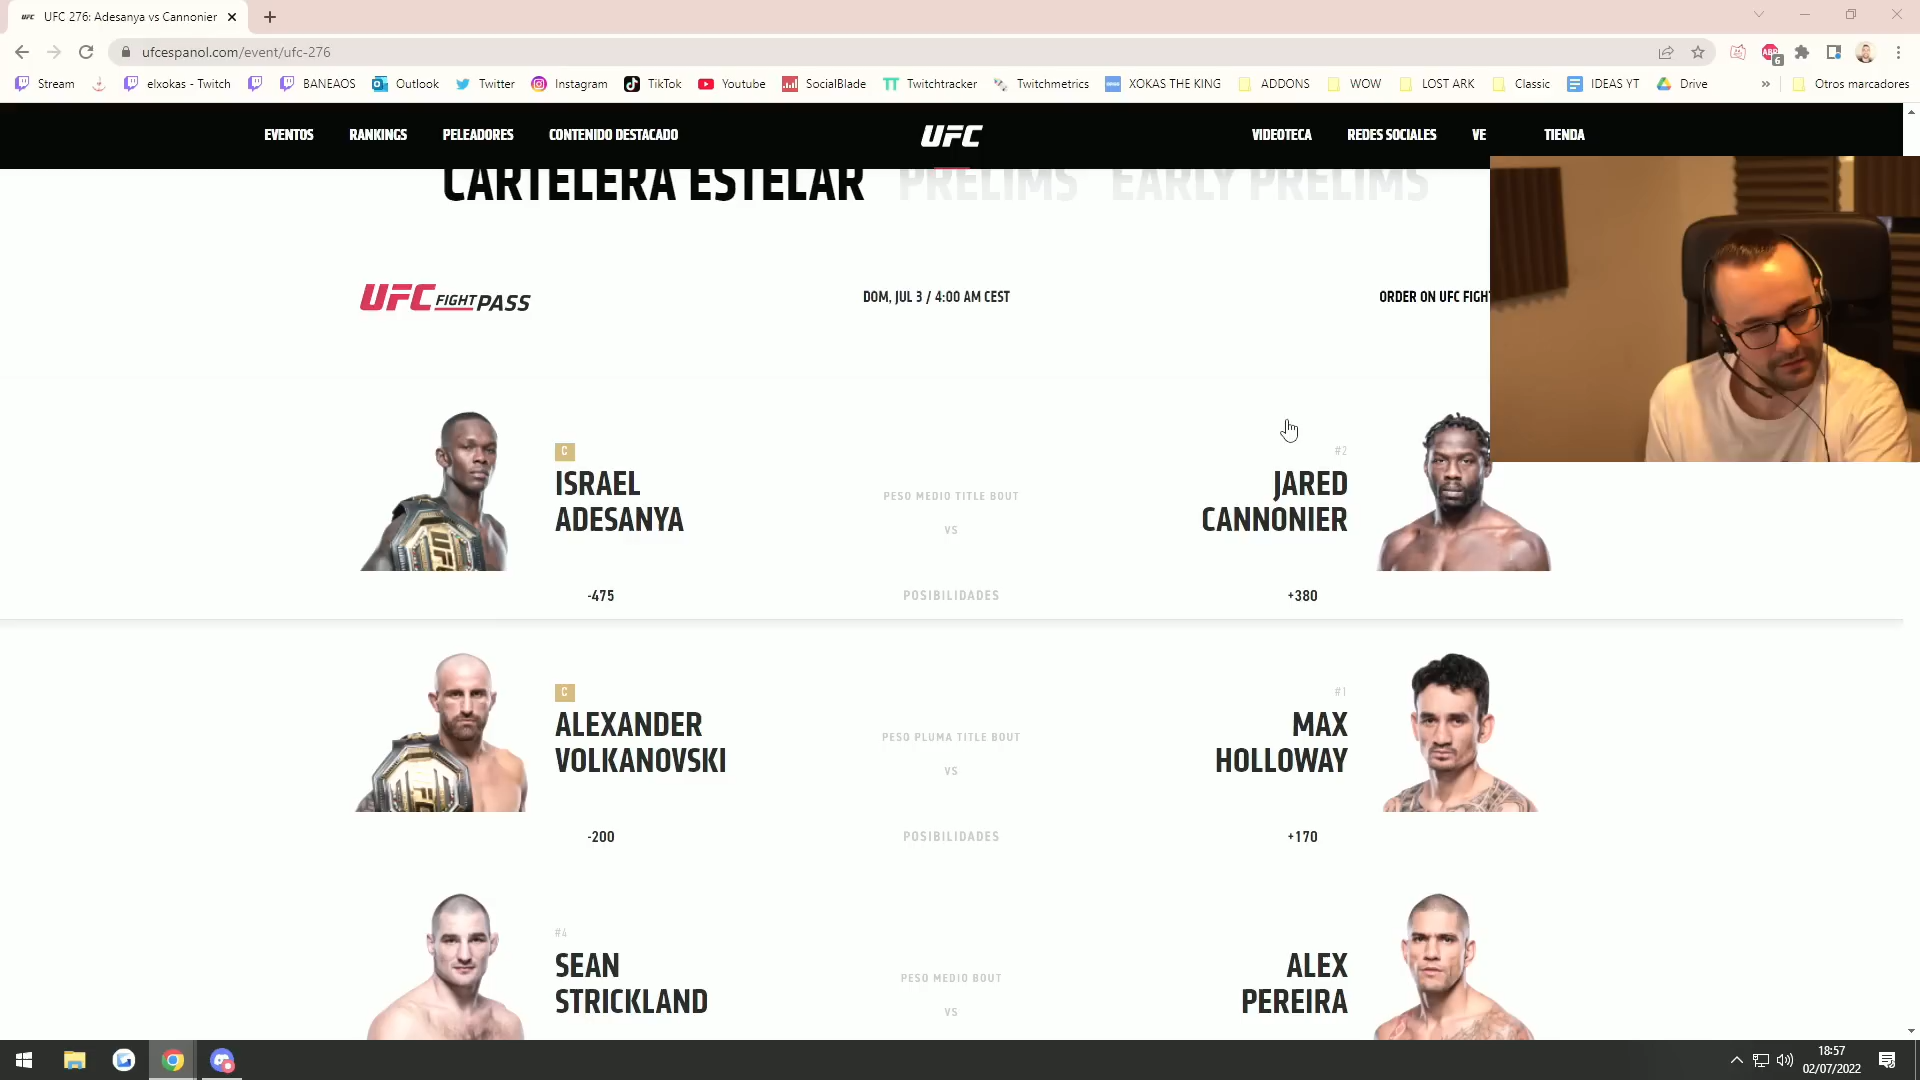 UFC 276: Adesanya vs Cannonier
ufcespanol.com/event/ufc-276
ABP 6
Stream elxokas - Twitch BANEAOS Outlook Twitter Instagram TikTok Youtube SocialBlade Twitchtracker Twitchmetrics XOKAS THE KING ADDONS WOW LOST ARK Classic IDEAS YT Drive » Otros marcadores
EVENTOS RANKINGS PELEADORES CONTENIDO DESTACADO UFC VIDEOTECA REDES SOCIALES VE TIENDA
CARTELERA ESTELAR PRELIMS EARLY PRELIMS
UFC FIGHT PASS DOM, JUL 3 / 4:00 AM CEST ORDER ON UFC FIGHT
C #2
ISRAEL JARED
ADESANYA PESO MEDIO TITLE BOUT CANNONIER
VS
-475 POSIBILIDADES +380
C #1
ALEXANDER MAX
VOLKANOVSKI PESO PLUMA TITLE BOUT HOLLOWAY
VS
-200 POSIBILIDADES +170
#4
SEAN ALEX
STRICKLAND PESO MEDIO BOUT PEREIRA
VS
18:57
02/07/2022